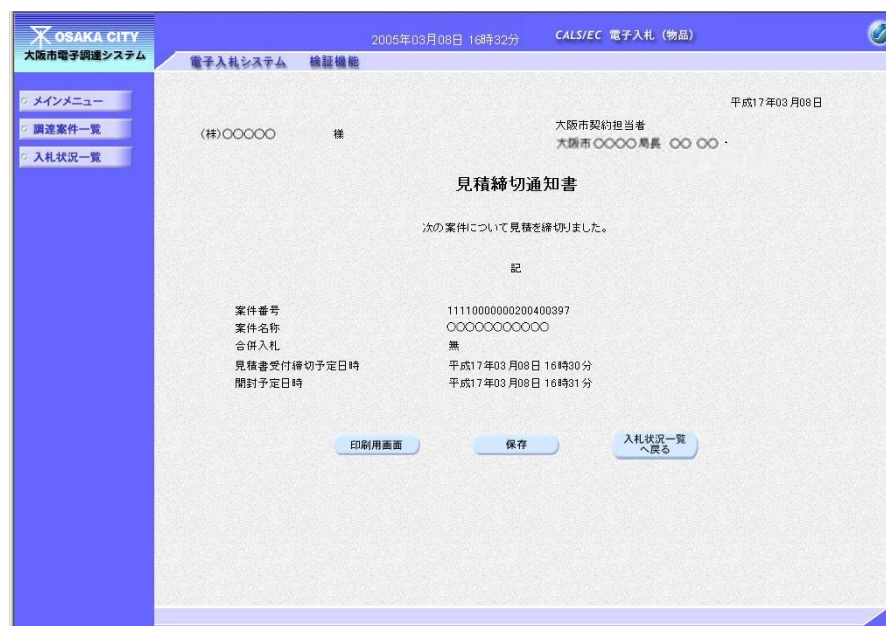 OSAKA CITY
大阪市電子調達システム
2005年03月08日 16時32分
CALS/EC 電子入札（物品）
電子入札システム 検証機能
メインメニュー
調達案件一覧
入札状況一覧
平成17年03月08日
(株)○○○○○ 様
大阪市契約担当者
大阪市○○○○局長 ○○ ○○
見積締切通知書
次の案件について見積を締切りました。
記
案件番号 11110000000200400397
案件名称 ○○○○○○○○○○○
合併入札 無
見積書受付締切予定日時 平成17年03月08日 16時30分
開封予定日時 平成17年03月08日 16時31分
印刷用画面
保存
入札状況一覧
へ戻る